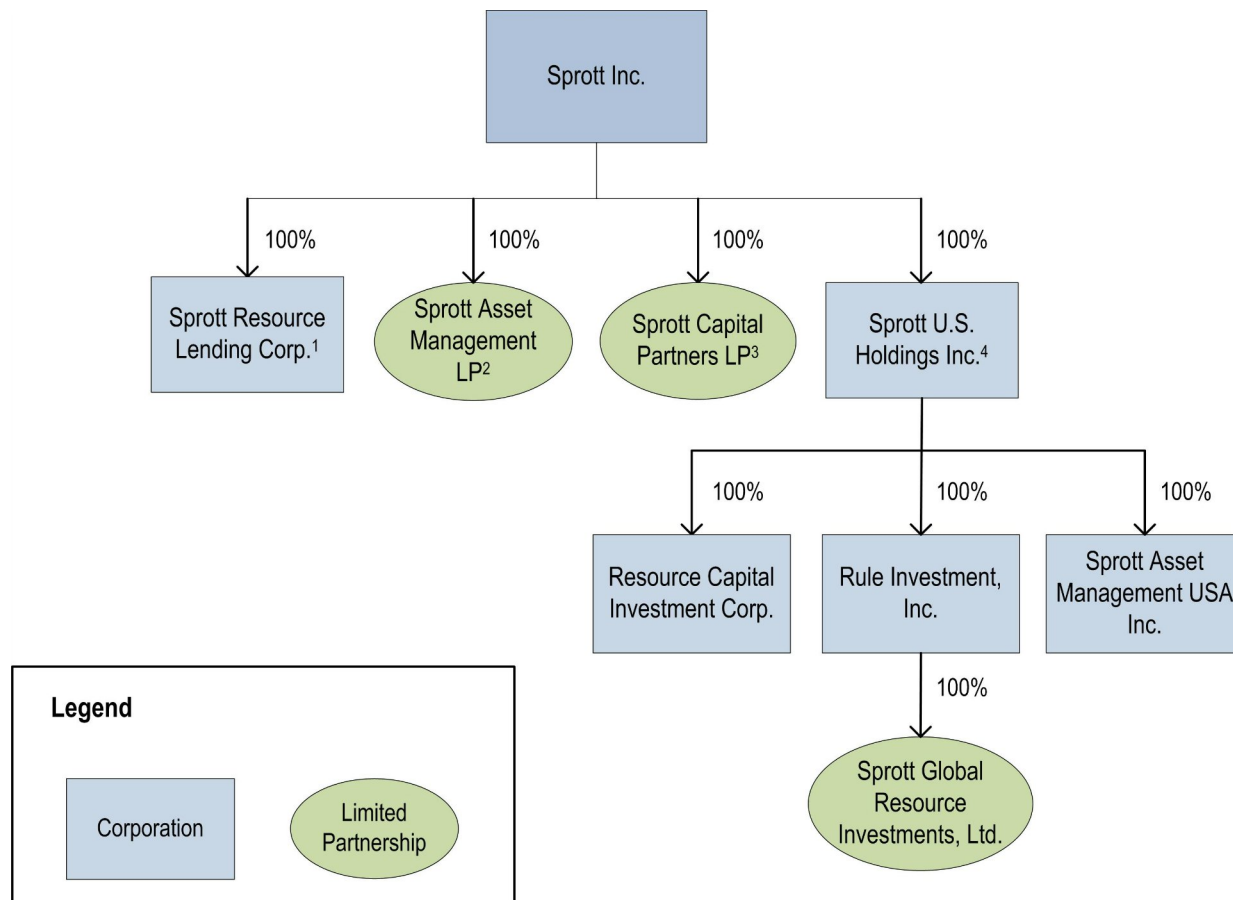 Sprott Inc.
100%
100%
100%
100%
Sprott Resource
Lending Corp.¹
Sprott Asset
Management
LP²
Sprott Capital
Partners LP³
Sprott U.S.
Holdings Inc.⁴
100%
100%
100%
Resource Capital
Investment Corp.
Rule Investment,
Inc.
Sprott Asset
Management USA
Inc.
100%
Sprott Global
Resource
Investments, Ltd.
Legend
Corporation
Limited
Partnership